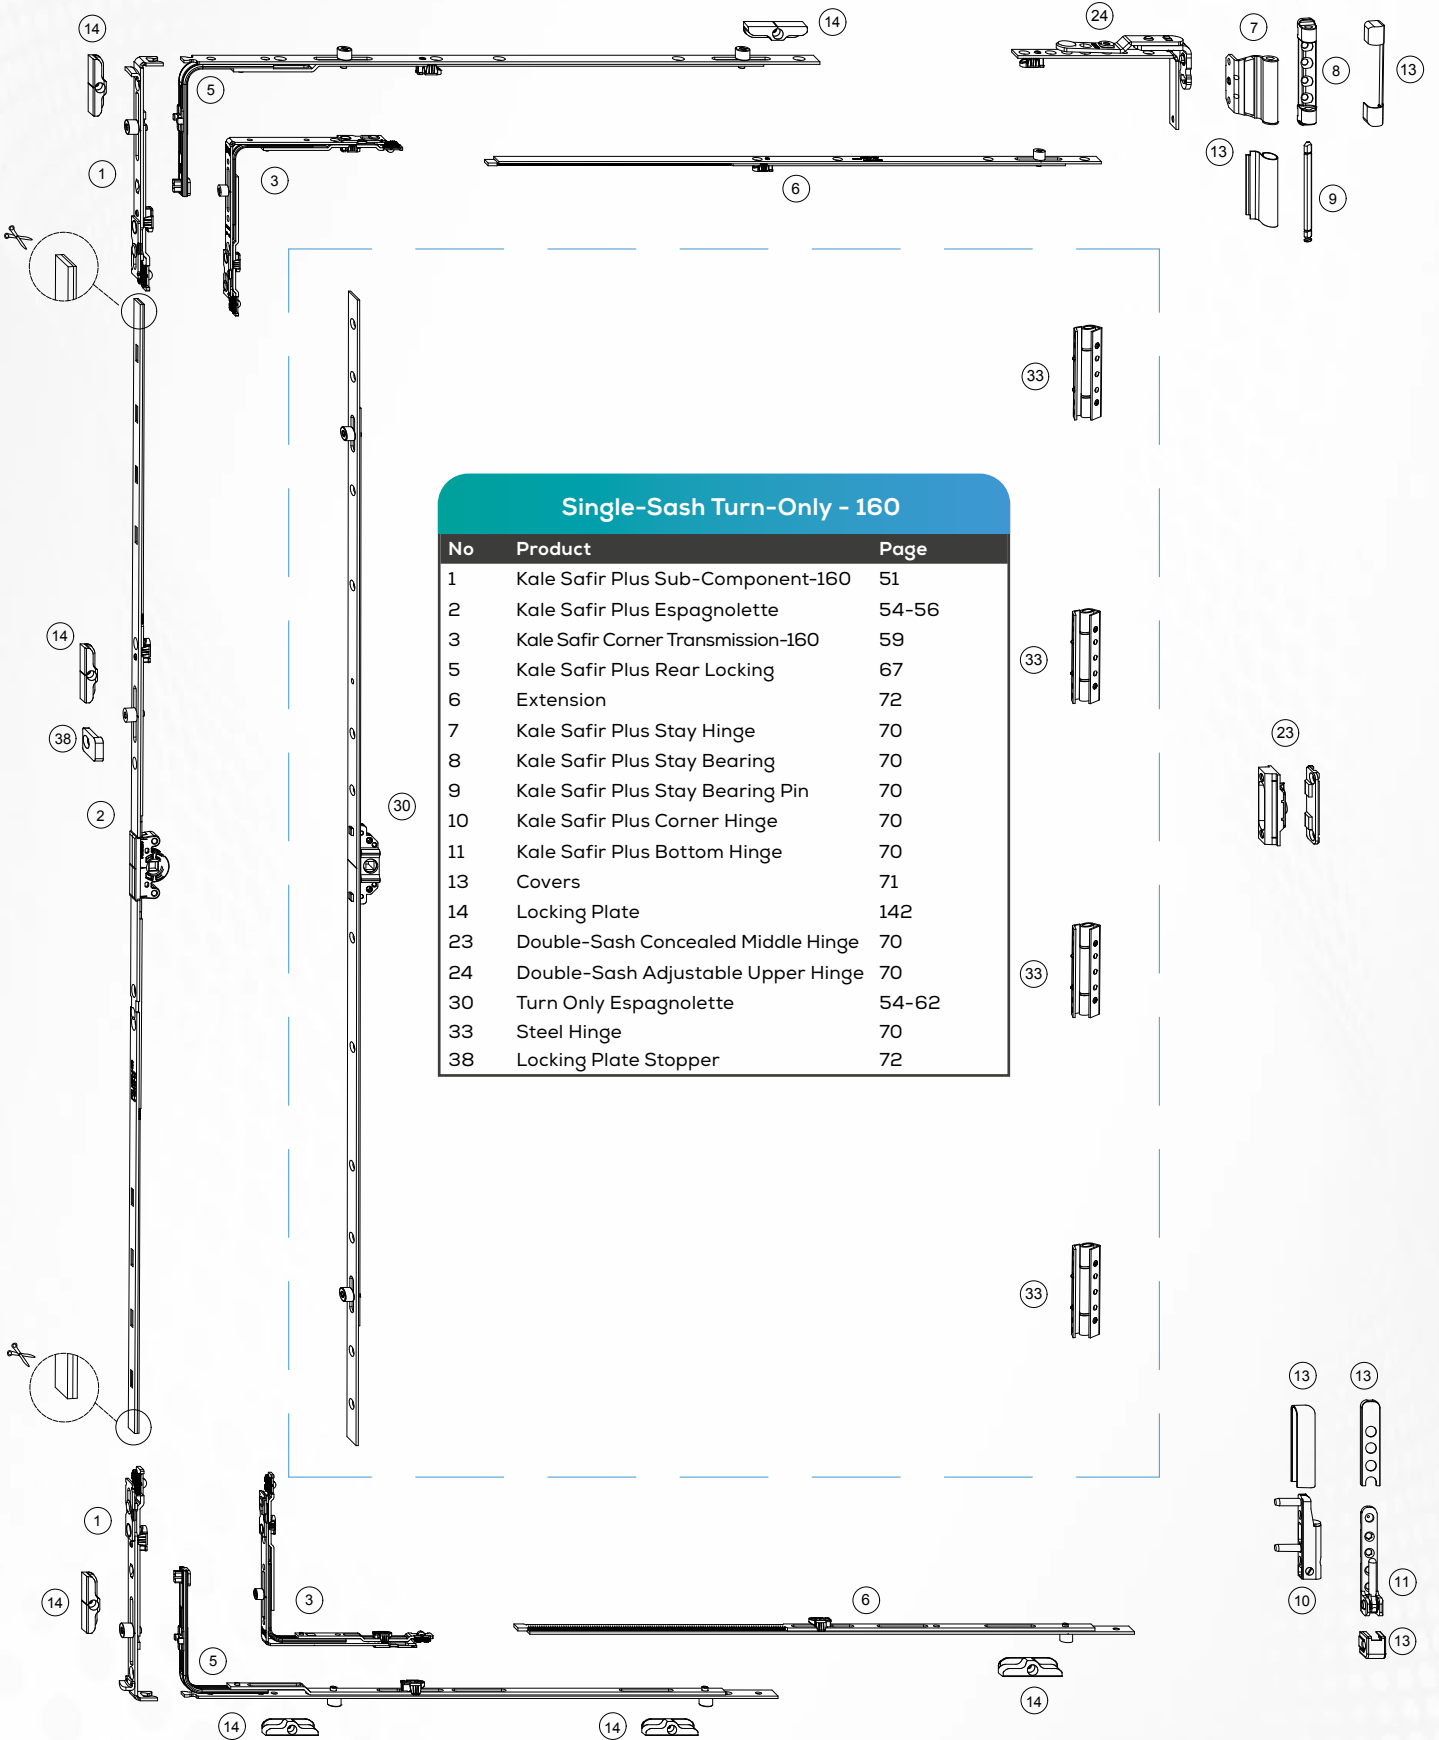 14
14
24
7
8
13
5
1
3
6
13
9
33
Single-Sash Turn-Only - 160
No Product Page
1 Kale Safir Plus Sub-Component-160 51
2 Kale Safir Plus Espagnolette 54-56
3 Kale Safir Corner Transmission-160 59
5 Kale Safir Plus Rear Locking 67
6 Extension 72
7 Kale Safir Plus Stay Hinge 70
8 Kale Safir Plus Stay Bearing 70
9 Kale Safir Plus Stay Bearing Pin 70
10 Kale Safir Plus Corner Hinge 70
11 Kale Safir Plus Bottom Hinge 70
13 Covers 71
14 Locking Plate 142
23 Double-Sash Concealed Middle Hinge 70
24 Double-Sash Adjustable Upper Hinge 70
30 Turn Only Espagnolette 54-62
33 Steel Hinge 70
38 Locking Plate Stopper 72
14
33
38
23
2
30
33
33
13
13
1
14
3
6
10
11
5
13
14
14
14